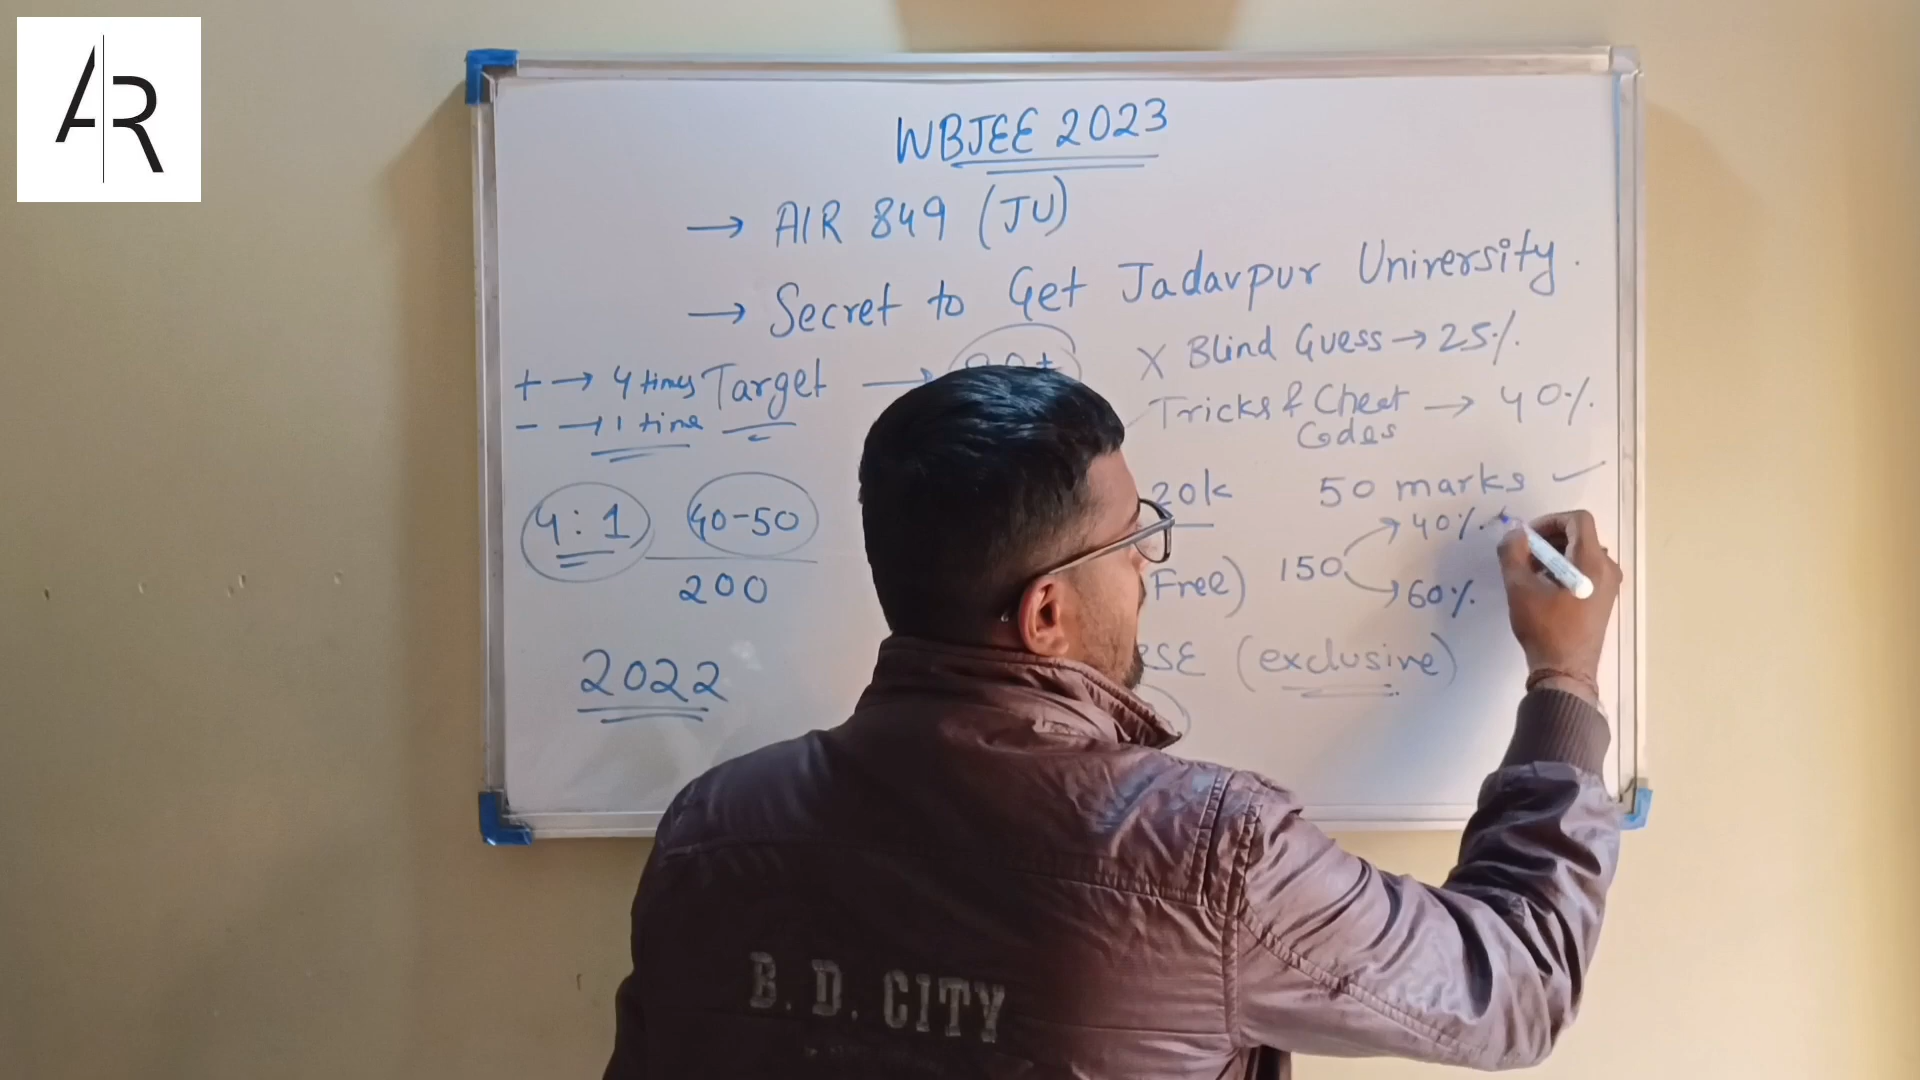 AR
WBJEE 2023
→ AIR 849 (JU)
→ Secret to Get Jadavpur University.
+ → 4 times Target →
- → 1 time
X Blind Guess → 25%.
Tricks & Cheat Codes → 40%.
4 : 1
40-50
200
20k
50 marks ✓
150 → 40%.
→ 60%.
Free)
(exclusive)
2022
B. D. CITY